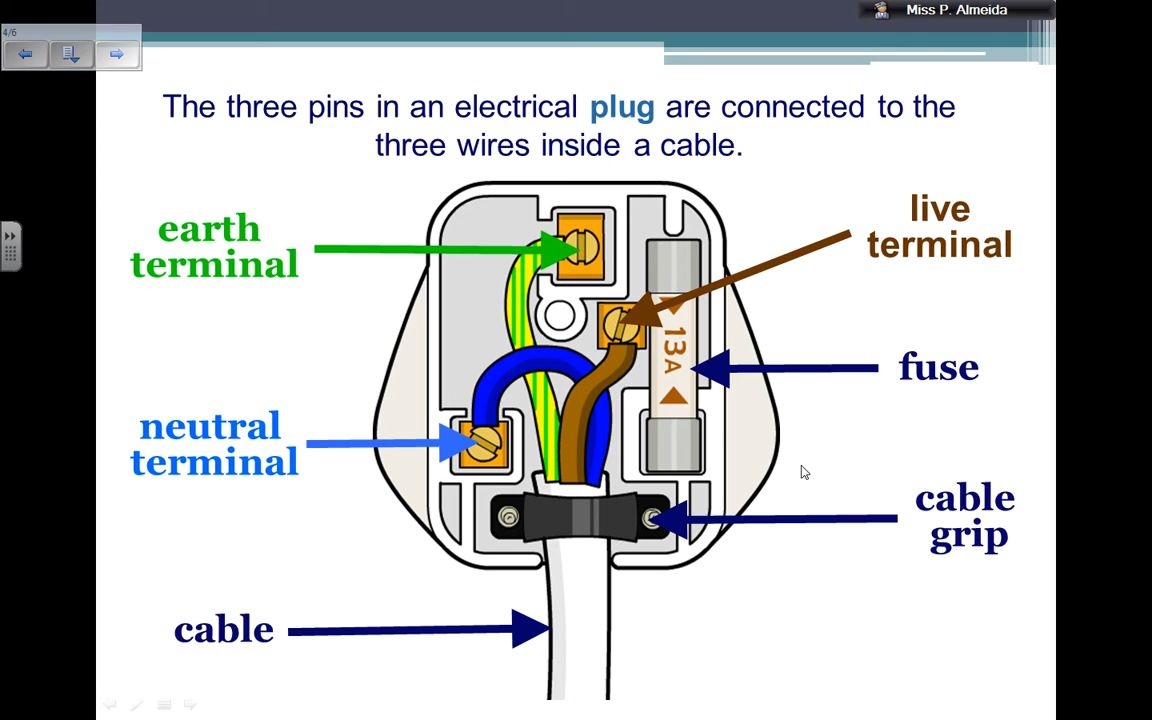 Miss P. Almeida
4/6
The three pins in an electrical plug are connected to the
three wires inside a cable.
earth
terminal
live
terminal
13A
fuse
neutral
terminal
cable
grip
cable